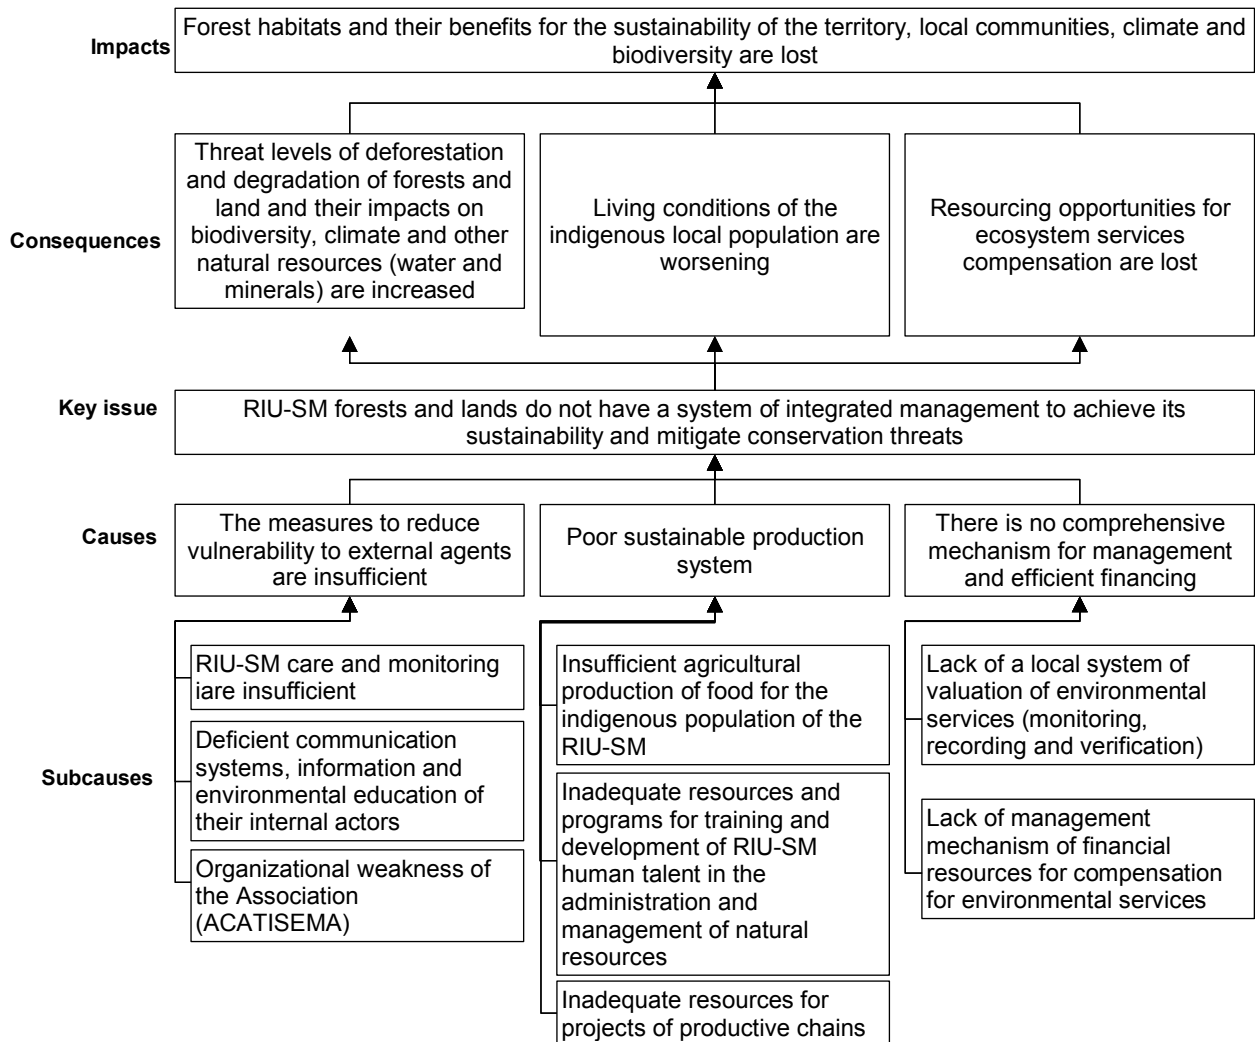 Impacts
Forest habitats and their benefits for the sustainability of the territory, local communities, climate and
biodiversity are lost
Consequences
Threat levels of deforestation
and degradation of forests and
land and their impacts on
biodiversity, climate and other
natural resources (water and
minerals) are increased
Living conditions of the
indigenous local population are
worsening
Resourcing opportunities for
ecosystem services
compensation are lost
Key issue
RIU-SM forests and lands do not have a system of integrated management to achieve its
sustainability and mitigate conservation threats
Causes
The measures to reduce
vulnerability to external agents
are insufficient
Poor sustainable production
system
There is no comprehensive
mechanism for management
and efficient financing
Subcauses
RIU-SM care and monitoring
iare insufficient
Deficient communication
systems, information and
environmental education of
their internal actors
Organizational weakness of
the Association
(ACATISEMA)
Insufficient agricultural
production of food for the
indigenous population of the
RIU-SM
Inadequate resources and
programs for training and
development of RIU-SM
human talent in the
administration and
management of natural
resources
Inadequate resources for
projects of productive chains
Lack of a local system of
valuation of environmental
services (monitoring,
recording and verification)
Lack of management
mechanism of financial
resources for compensation
for environmental services